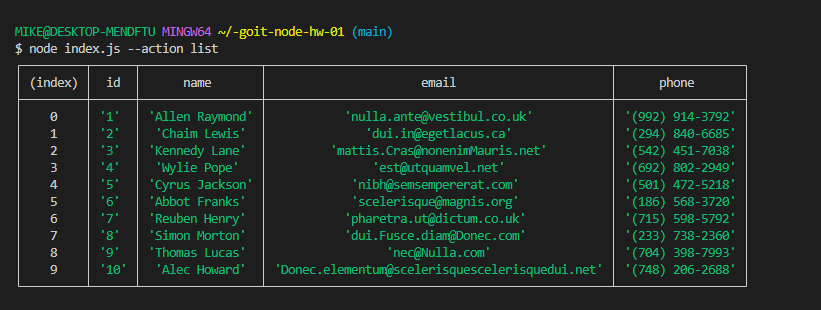 MIKE@DESKTOP-MENDFTU MINGW64 ~/-goit-node-hw-01 (main)
$ node index.js --action list
(index) id name email phone
0 '1' 'Allen Raymond' 'nulla.ante@vestibul.co.uk' '(992) 914-3792'
1 '2' 'Chaim Lewis' 'dui.in@egetlacus.ca' '(294) 840-6685'
2 '3' 'Kennedy Lane' 'mattis.Cras@nonenimMauris.net' '(542) 451-7038'
3 '4' 'Wylie Pope' 'est@utquamvel.net' '(692) 802-2949'
4 '5' 'Cyrus Jackson' 'nibh@semsempererat.com' '(501) 472-5218'
5 '6' 'Abbot Franks' 'scelerisque@magnis.org' '(186) 568-3720'
6 '7' 'Reuben Henry' 'pharetra.ut@dictum.co.uk' '(715) 598-5792'
7 '8' 'Simon Morton' 'dui.Fusce.diam@Donec.com' '(233) 738-2360'
8 '9' 'Thomas Lucas' 'nec@Nulla.com' '(704) 398-7993'
9 '10' 'Alec Howard' 'Donec.elementum@scelerisquescelerisquedui.net' '(748) 206-2688'